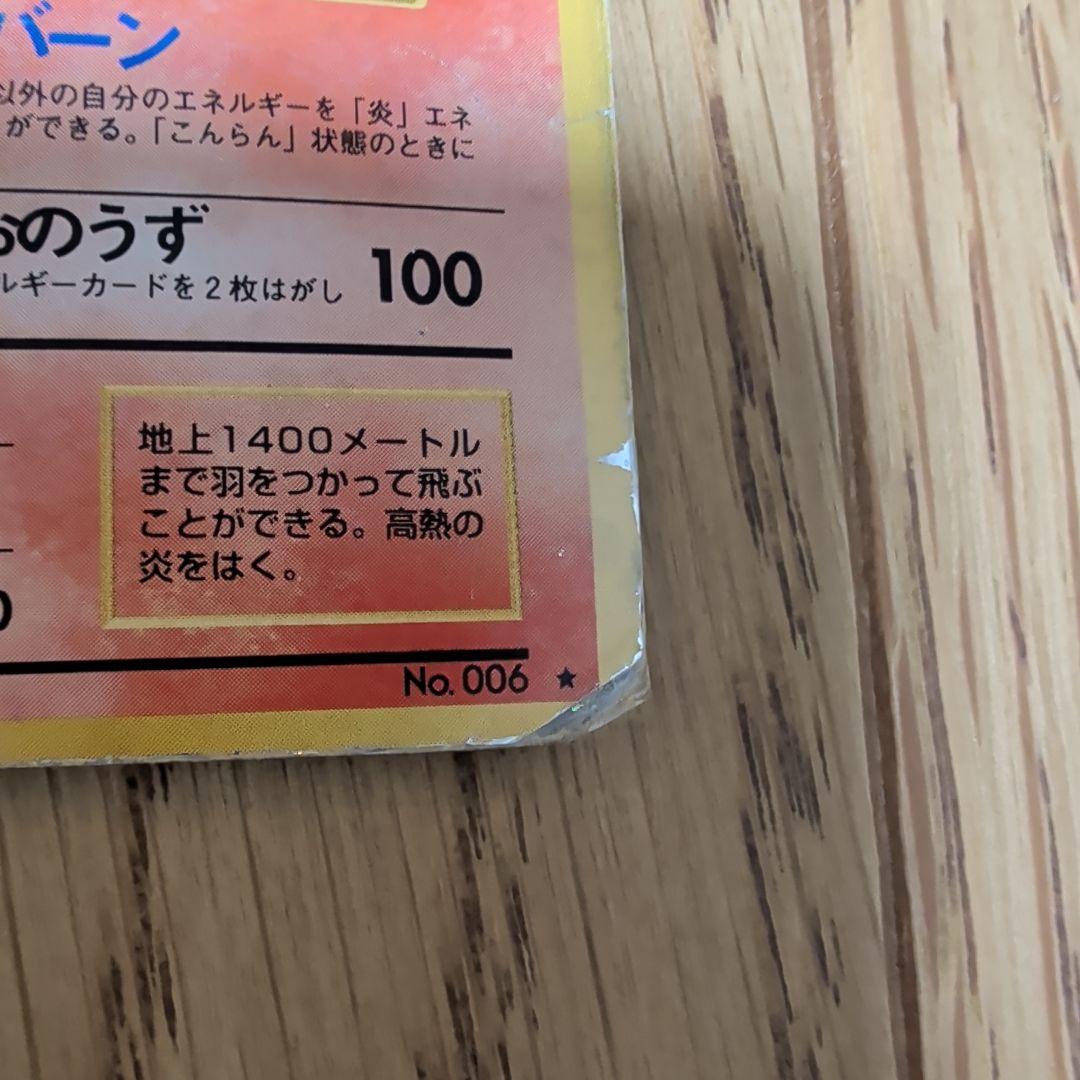 バーン
以外の自分のエネルギーを「炎」エネ
ができる。「こんらん」状態のときに
のうず
ルギーカードを2枚はがし 100
地上1400メートル
まで羽をつかって飛ぶ
ことができる。高熱の
炎をはく。
0
No.006 ★